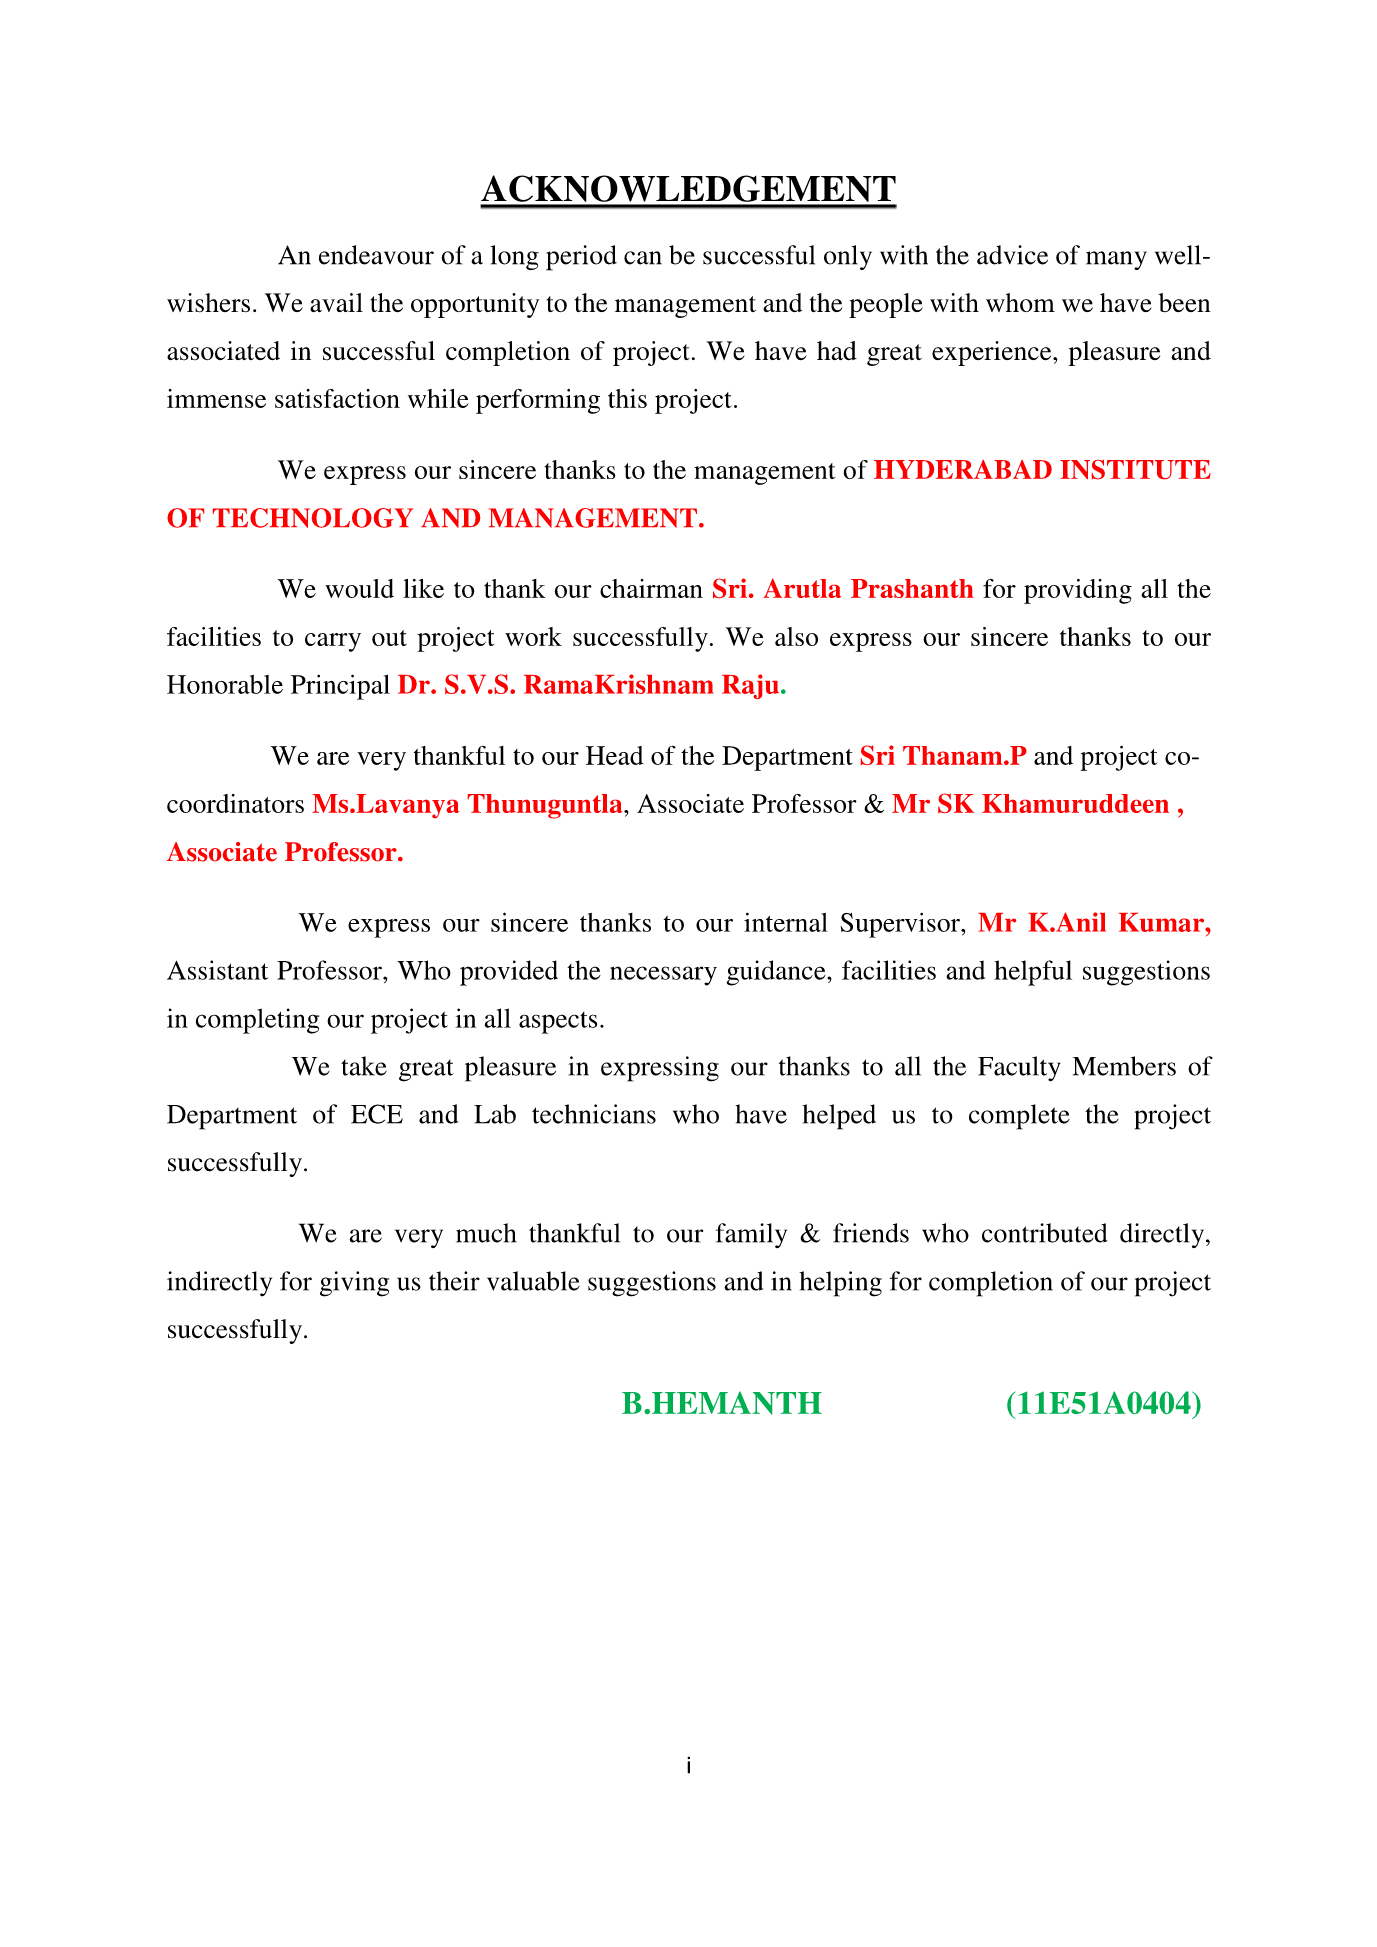 ACKNOWLEDGEMENT
An endeavour of a long period can be successful only with the advice of many well-
wishers. We avail the opportunity to the management and the people with whom we have been
associated in successful completion of project. We have had great experience, pleasure and
immense satisfaction while performing this project.
We express our sincere thanks to the management of HYDERABAD INSTITUTE
OF TECHNOLOGY AND MANAGEMENT.
We would like to thank our chairman Sri. Arutla Prashanth for providing all the
facilities to carry out project work successfully. We also express our sincere thanks to our
Honorable Principal Dr. S.V.S. RamaKrishnam Raju.
We are very thankful to our Head of the Department Sri Thanam.P and project co-
coordinators Ms.Lavanya Thunuguntla, Associate Professor & Mr SK Khamuruddeen ,
Associate Professor.
We express our sincere thanks to our internal Supervisor, Mr K.Anil Kumar,
Assistant Professor, Who provided the necessary guidance, facilities and helpful suggestions
in completing our project in all aspects.
We take great pleasure in expressing our thanks to all the Faculty Members of
Department of ECE and Lab technicians who have helped us to complete the project
successfully.
We are very much thankful to our family & friends who contributed directly,
indirectly for giving us their valuable suggestions and in helping for completion of our project
successfully.
B.HEMANTH (11E51A0404)
i